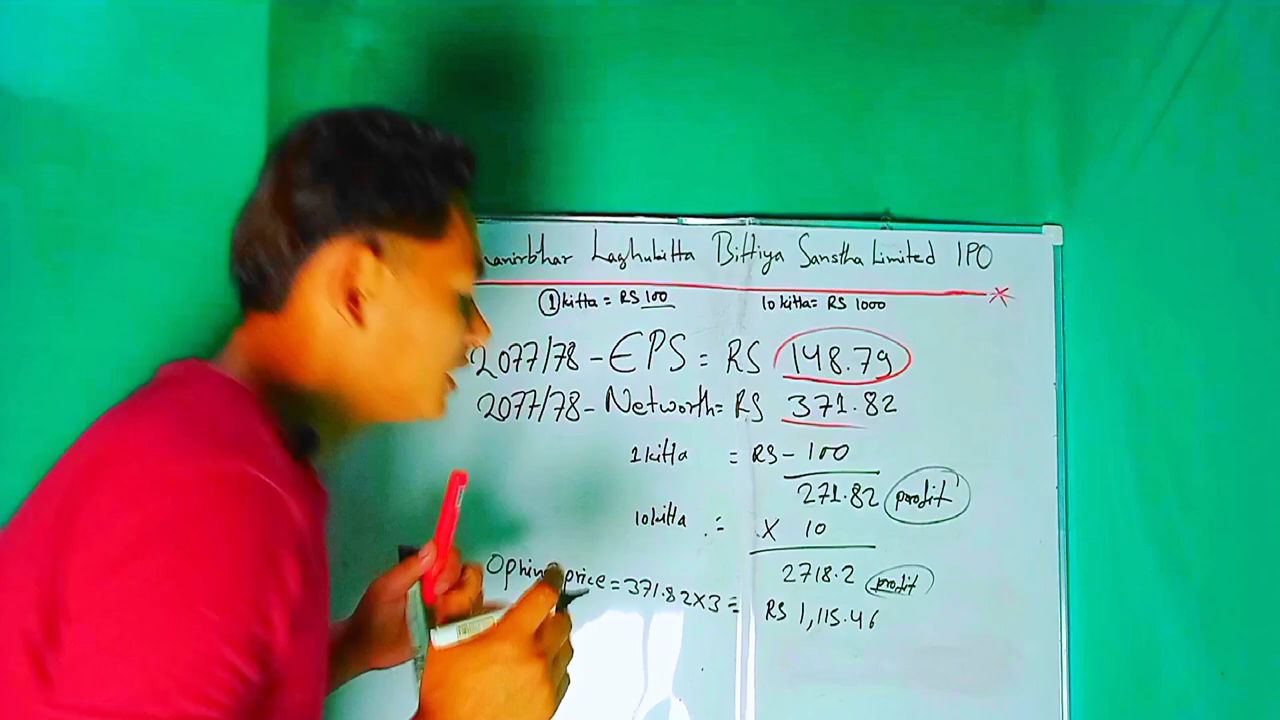 Laghubitta Bittiya Sanstha Limited IPO
1 kitta = RS 100 10 kitta = RS 1000
2077/78 - EPS = RS 148.79
2077/78 - Networth = RS 371.82
1 kitta = RS - 100
271.82 profit
10 kitta = X 10
2718.2 profit
price = 371.82 X 3 = RS 1,115.46